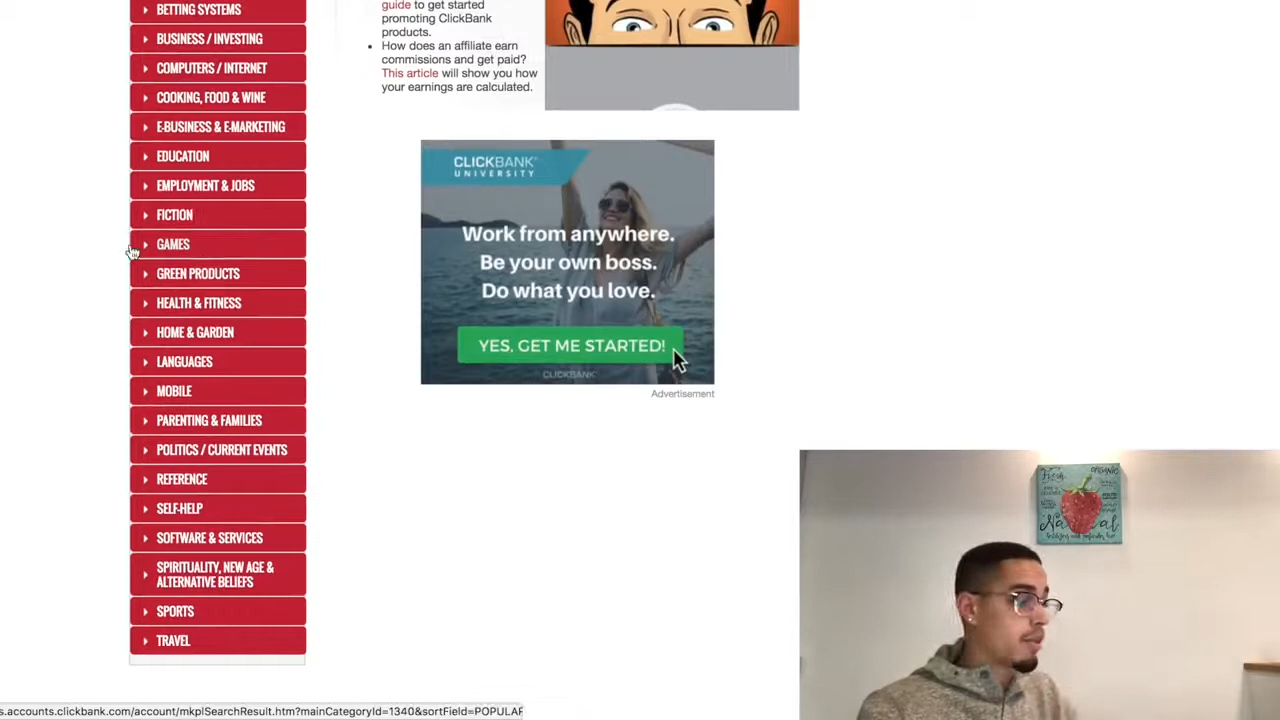 BETTING SYSTEMS
BUSINESS / INVESTING
COMPUTERS / INTERNET
COOKING, FOOD & WINE
E-BUSINESS & E-MARKETING
EDUCATION
EMPLOYMENT & JOBS
FICTION
GAMES
GREEN PRODUCTS
HEALTH & FITNESS
HOME & GARDEN
LANGUAGES
MOBILE
PARENTING & FAMILIES
POLITICS / CURRENT EVENTS
REFERENCE
SELF-HELP
SOFTWARE & SERVICES
SPIRITUALITY, NEW AGE &
ALTERNATIVE BELIEFS
SPORTS
TRAVEL
guide to get started
promoting ClickBank
products.
• How does an affiliate earn
commissions and get paid?
This article will show you how
your earnings are calculated.
CLICKBANK®
UNIVERSITY
Work from anywhere.
Be your own boss.
Do what you love.
YES, GET ME STARTED!
CLICKBANK®
Advertisement
Fresh
ORGANIC
s.accounts.clickbank.com/account/mkplSearchResult.htm?mainCategoryId=1340&sortField=POPULAR